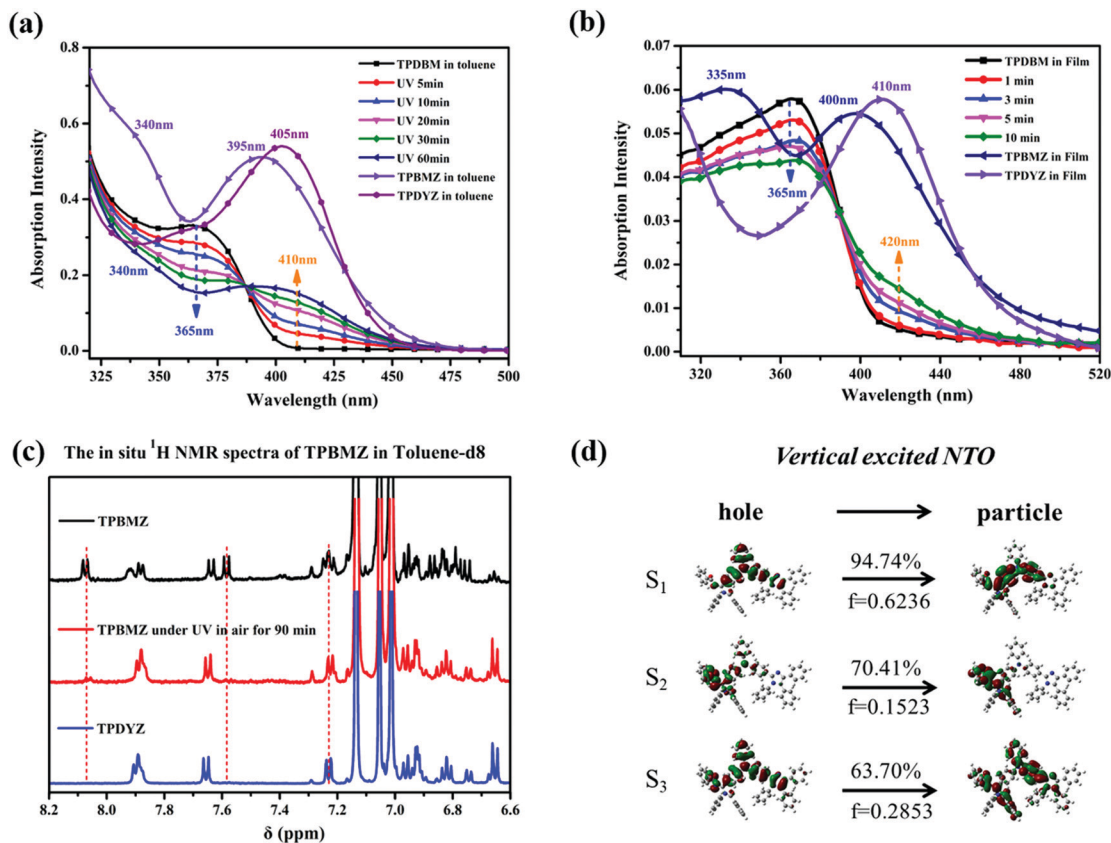 (a)
Absorption Intensity
0.8
0.6
0.4
0.2
0.0
325
350
375
400
425
450
475
500
Wavelength (nm)
340nm
395nm
405nm
340nm
365nm
410nm
TPDBM in toluene
UV 5min
UV 10min
UV 20min
UV 30min
UV 60min
TPBMZ in toluene
TPDYZ in toluene
(b)
Absorption Intensity
0.07
0.06
0.05
0.04
0.03
0.02
0.01
0.00
320
360
400
440
480
520
Wavelength (nm)
335nm
400nm
410nm
365nm
420nm
TPDBM in Film
1 min
3 min
5 min
10 min
TPBMZ in Film
TPDYZ in Film
(c)
The in situ ¹H NMR spectra of TPBMZ in Toluene-d8
TPBMZ
TPBMZ under UV in air for 90 min
TPDYZ
8.2
8.0
7.8
7.6
7.4
7.2
7.0
6.8
6.6
δ (ppm)
(d)
Vertical excited NTO
hole
particle
S₁
94.74%
f=0.6236
S₂
70.41%
f=0.1523
S₃
63.70%
f=0.2853